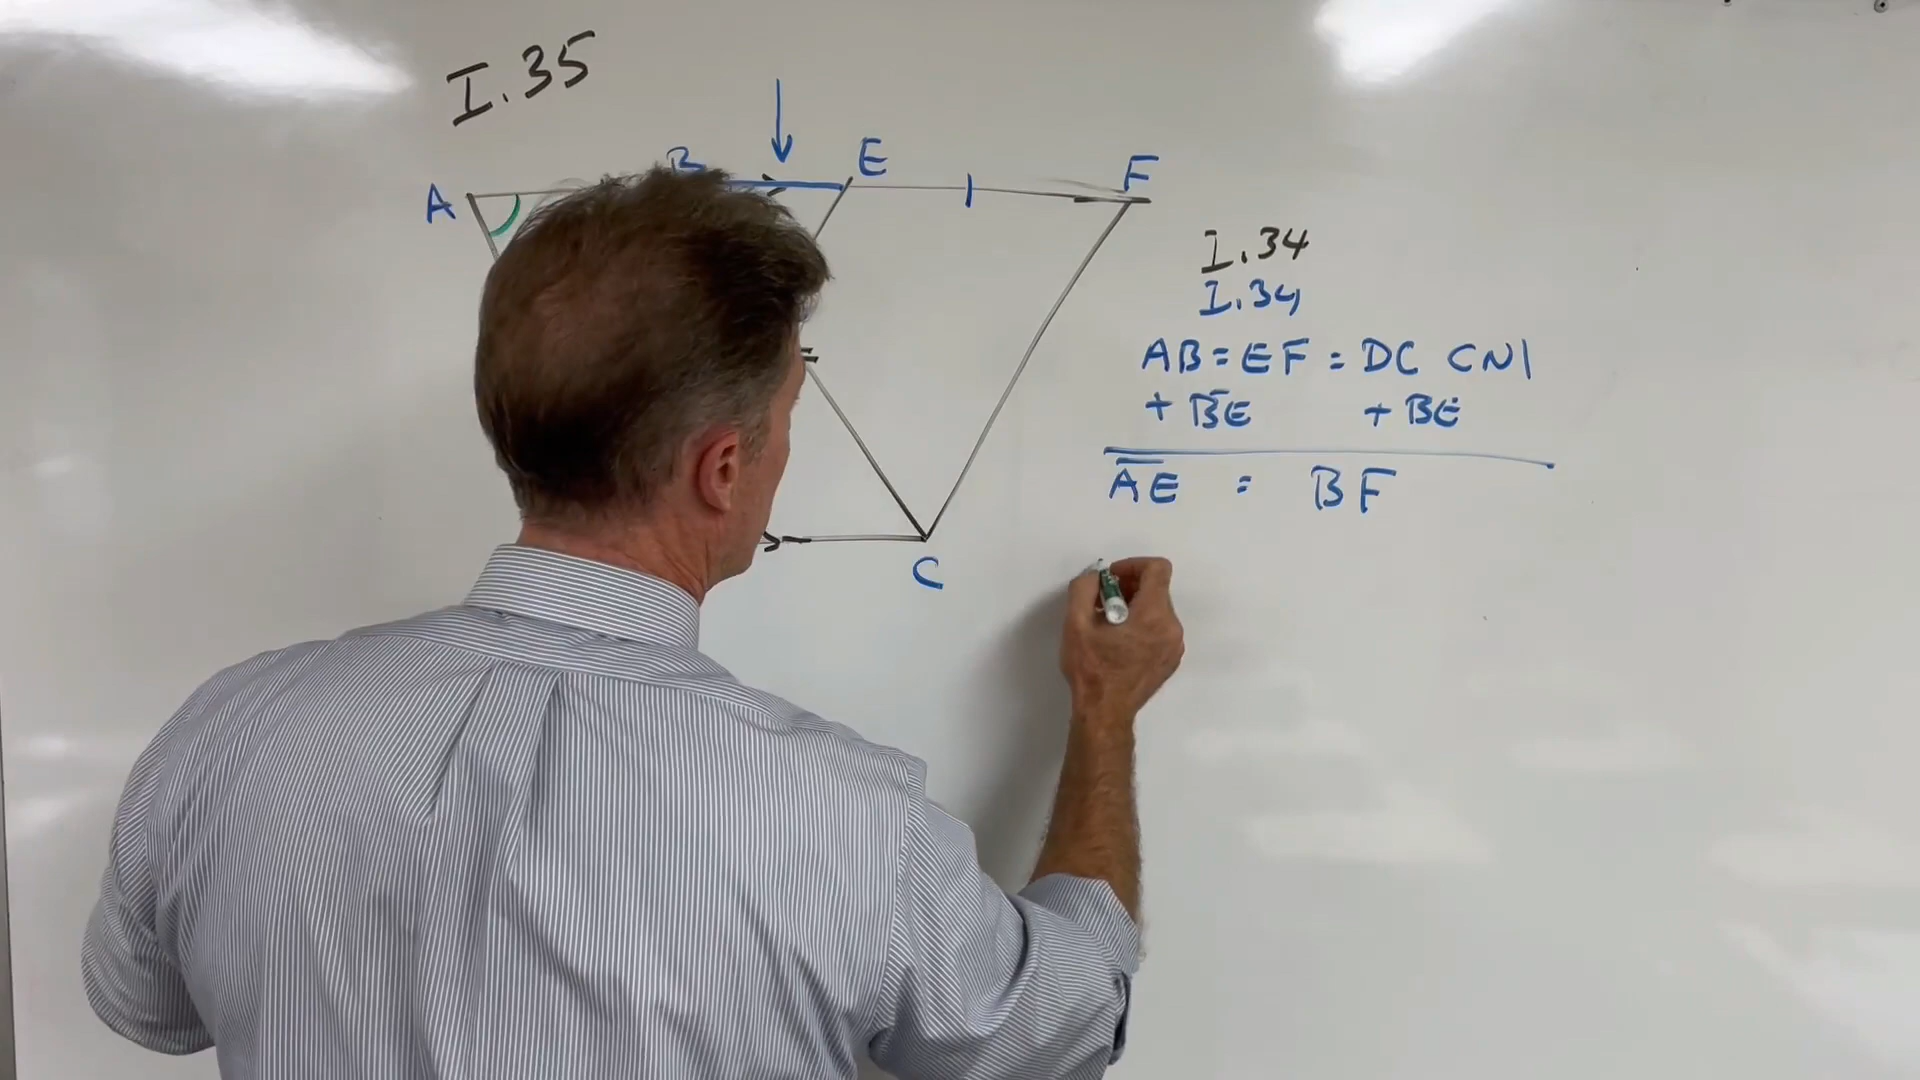 I.35
B E F
A
I.34
I.34
AB = EF = DC CN1
+ BE + BE
AE = BF
C